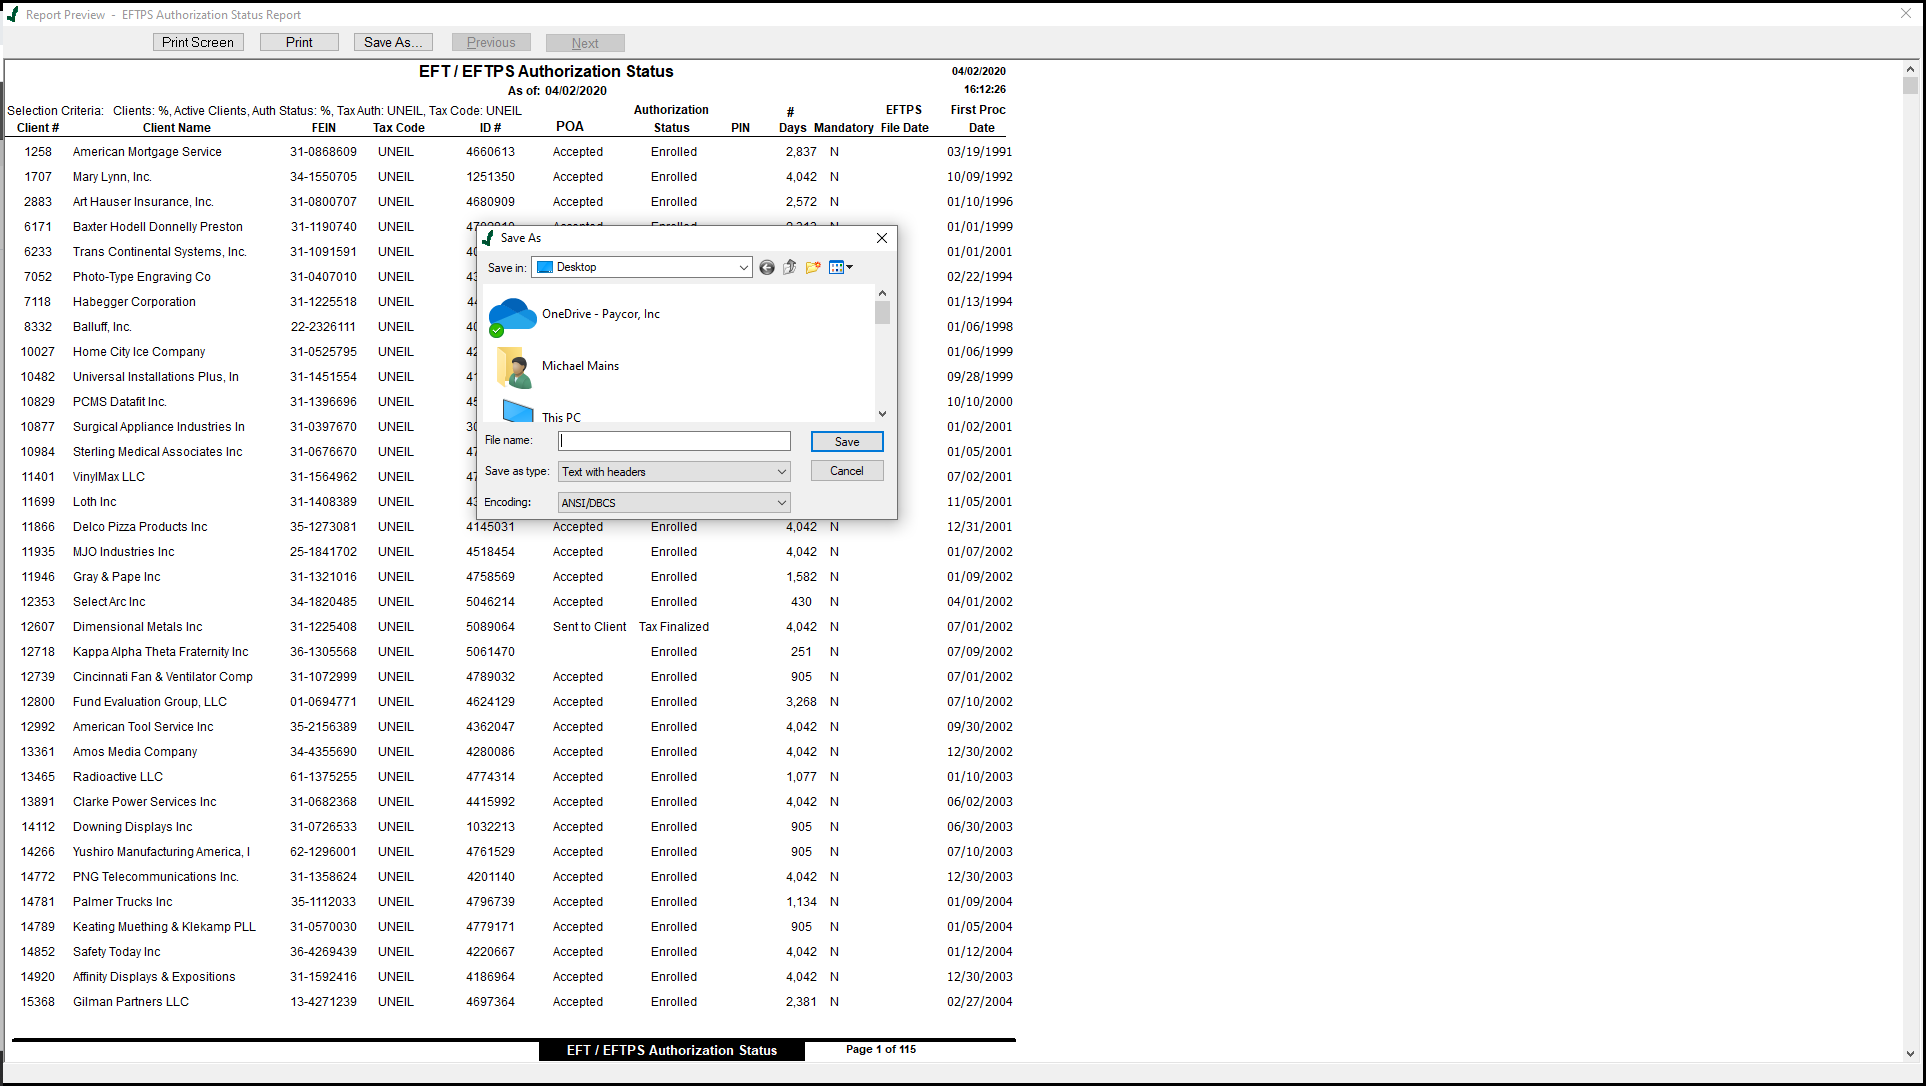 Report Preview - EFTPS Authorization Status Report
Print Screen Print Save As... Previous Next
EFT / EFTPS Authorization Status 04/02/2020
As of: 04/02/2020 16:12:26
Selection Criteria: Clients: %, Active Clients, Auth Status: %, Tax Auth: UNEIL, Tax Code: UNEIL Authorization # EFTPS First Proc
Client # Client Name FEIN Tax Code ID # POA Status PIN Days Mandatory File Date Date
1258 American Mortgage Service 31-0868609 UNEIL 4660613 Accepted Enrolled 2,837 N 03/19/1991
1707 Mary Lynn, Inc. 34-1550705 UNEIL 1251350 Accepted Enrolled 4,042 N 10/09/1992
2883 Art Hauser Insurance, Inc. 31-0800707 UNEIL 4680909 Accepted Enrolled 2,572 N 01/10/1996
6171 Baxter Hodell Donnelly Preston 31-1190740 UNEIL Accepted Enrolled N 01/01/1999
6233 Trans Continental Systems, Inc. 31-1091591 UNEIL 01/01/2001
7052 Photo-Type Engraving Co 31-0407010 UNEIL 02/22/1994
7118 Habegger Corporation 31-1225518 UNEIL 01/13/1994
8332 Balluff, Inc. 22-2326111 UNEIL 01/06/1998
10027 Home City Ice Company 31-0525795 UNEIL 01/06/1999
10482 Universal Installations Plus, In 31-1451554 UNEIL 09/28/1999
10829 PCMS Datafit Inc. 31-1396696 UNEIL 10/10/2000
10877 Surgical Appliance Industries In 31-0397670 UNEIL 01/02/2001
10984 Sterling Medical Associates Inc 31-0676670 UNEIL 01/05/2001
11401 VinylMax LLC 31-1564962 UNEIL 07/02/2001
11699 Loth Inc 31-1408389 UNEIL 11/05/2001
11866 Delco Pizza Products Inc 35-1273081 UNEIL 4145031 Accepted Enrolled 4,042 N 12/31/2001
11935 MJO Industries Inc 25-1841702 UNEIL 4518454 Accepted Enrolled 4,042 N 01/07/2002
11946 Gray & Pape Inc 31-1321016 UNEIL 4758569 Accepted Enrolled 1,582 N 01/09/2002
12353 Select Arc Inc 34-1820485 UNEIL 5046214 Accepted Enrolled 430 N 04/01/2002
12607 Dimensional Metals Inc 31-1225408 UNEIL 5089064 Sent to Client Tax Finalized 4,042 N 07/01/2002
12718 Kappa Alpha Theta Fraternity Inc 36-1305568 UNEIL 5061470 Enrolled 251 N 07/09/2002
12739 Cincinnati Fan & Ventilator Comp 31-1072999 UNEIL 4789032 Accepted Enrolled 905 N 07/01/2002
12800 Fund Evaluation Group, LLC 01-0694771 UNEIL 4624129 Accepted Enrolled 3,268 N 07/10/2002
12992 American Tool Service Inc 35-2156389 UNEIL 4362047 Accepted Enrolled 4,042 N 09/30/2002
13361 Amos Media Company 34-4355690 UNEIL 4280086 Accepted Enrolled 4,042 N 12/30/2002
13465 Radioactive LLC 61-1375255 UNEIL 4774314 Accepted Enrolled 1,077 N 01/10/2003
13891 Clarke Power Services Inc 31-0682368 UNEIL 4415992 Accepted Enrolled 4,042 N 06/02/2003
14112 Downing Displays Inc 31-0726533 UNEIL 1032213 Accepted Enrolled 905 N 06/30/2003
14266 Yushiro Manufacturing America, I 62-1296001 UNEIL 4761529 Accepted Enrolled 905 N 07/10/2003
14772 PNG Telecommunications Inc. 31-1358624 UNEIL 4201140 Accepted Enrolled 4,042 N 12/30/2003
14781 Palmer Trucks Inc 35-1112033 UNEIL 4796739 Accepted Enrolled 1,134 N 01/09/2004
14789 Keating Muething & Klekamp PLL 31-0570030 UNEIL 4779171 Accepted Enrolled 905 N 01/05/2004
14852 Safety Today Inc 36-4269439 UNEIL 4220667 Accepted Enrolled 4,042 N 01/12/2004
14920 Affinity Displays & Expositions 31-1592416 UNEIL 4186964 Accepted Enrolled 4,042 N 12/30/2003
15368 Gilman Partners LLC 13-4271239 UNEIL 4697364 Accepted Enrolled 2,381 N 02/27/2004
EFT / EFTPS Authorization Status Page 1 of 115
Save As
Save in: Desktop
OneDrive - Paycor, Inc
Michael Mains
This PC
File name: Save
Save as type: Text with headers Cancel
Encoding: ANSI/DBCS